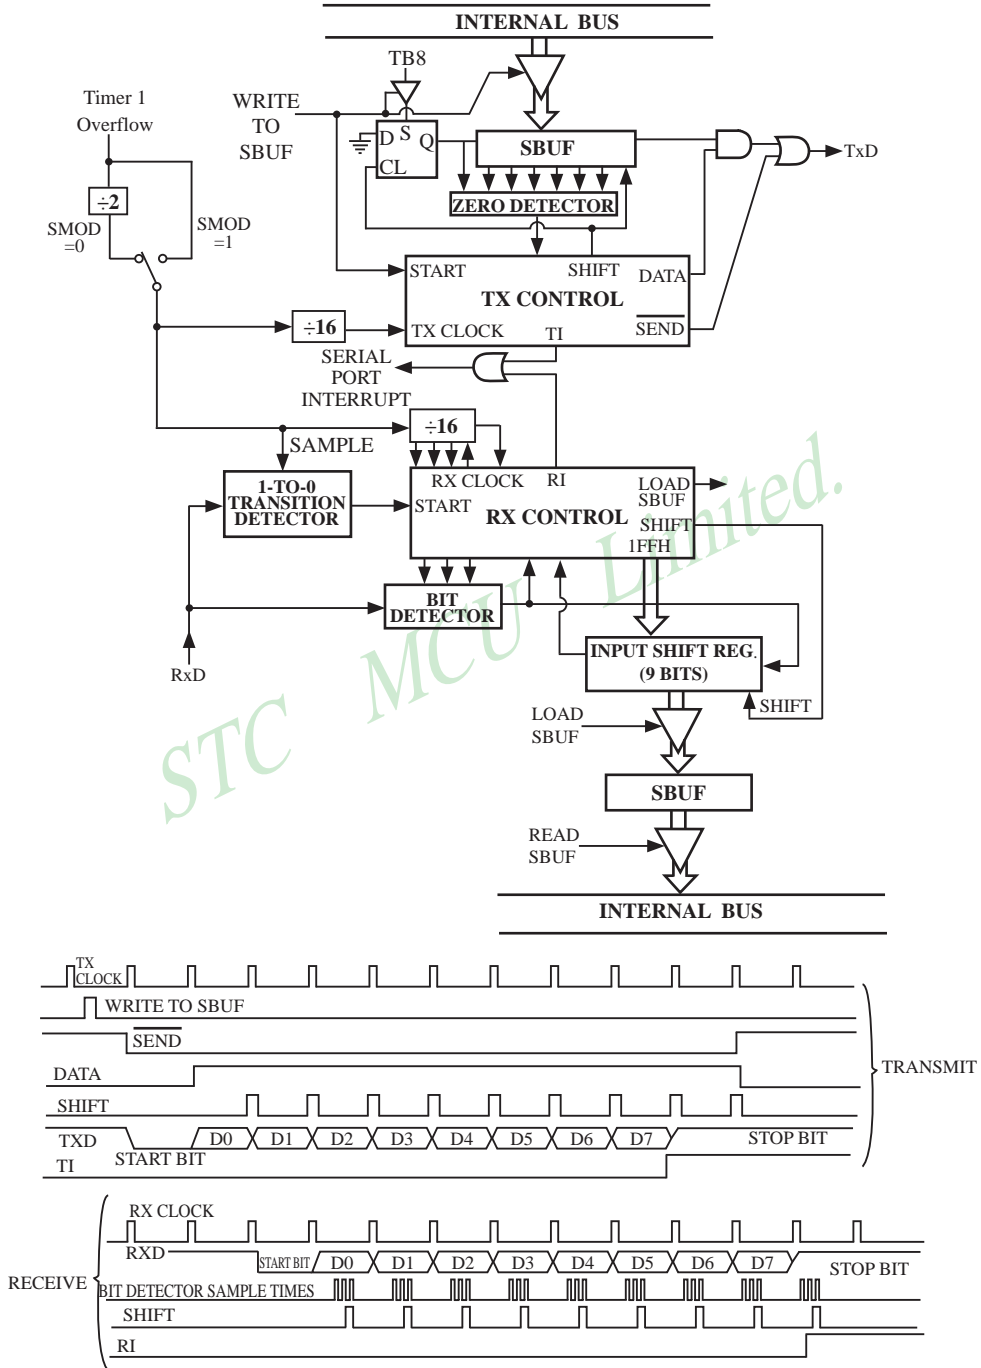 INTERNAL BUS
TB8
Timer 1
Overflow
WRITE
TO
SBUF
D S Q
CL
SBUF
TxD
÷2
ZERO DETECTOR
SMOD
=0
SMOD
=1
START
SHIFT
DATA
TX CONTROL
÷16
TX CLOCK
TI
SEND
SERIAL
PORT
INTERRUPT
÷16
SAMPLE
1-TO-0
TRANSITION
DETECTOR
RX CLOCK
RI
LOAD
SBUF
START
RX CONTROL
SHIFT
1FFH
BIT
DETECTOR
RxD
INPUT SHIFT REG.
(9 BITS)
SHIFT
LOAD
SBUF
SBUF
READ
SBUF
INTERNAL BUS
STC MCU Limited.
TX
CLOCK
WRITE TO SBUF
SEND
DATA
TRANSMIT
SHIFT
TXD
START BIT
D0 D1 D2 D3 D4 D5 D6 D7
STOP BIT
TI
RX CLOCK
RXD
START BIT
D0 D1 D2 D3 D4 D5 D6 D7
STOP BIT
RECEIVE
BIT DETECTOR SAMPLE TIMES
SHIFT
RI